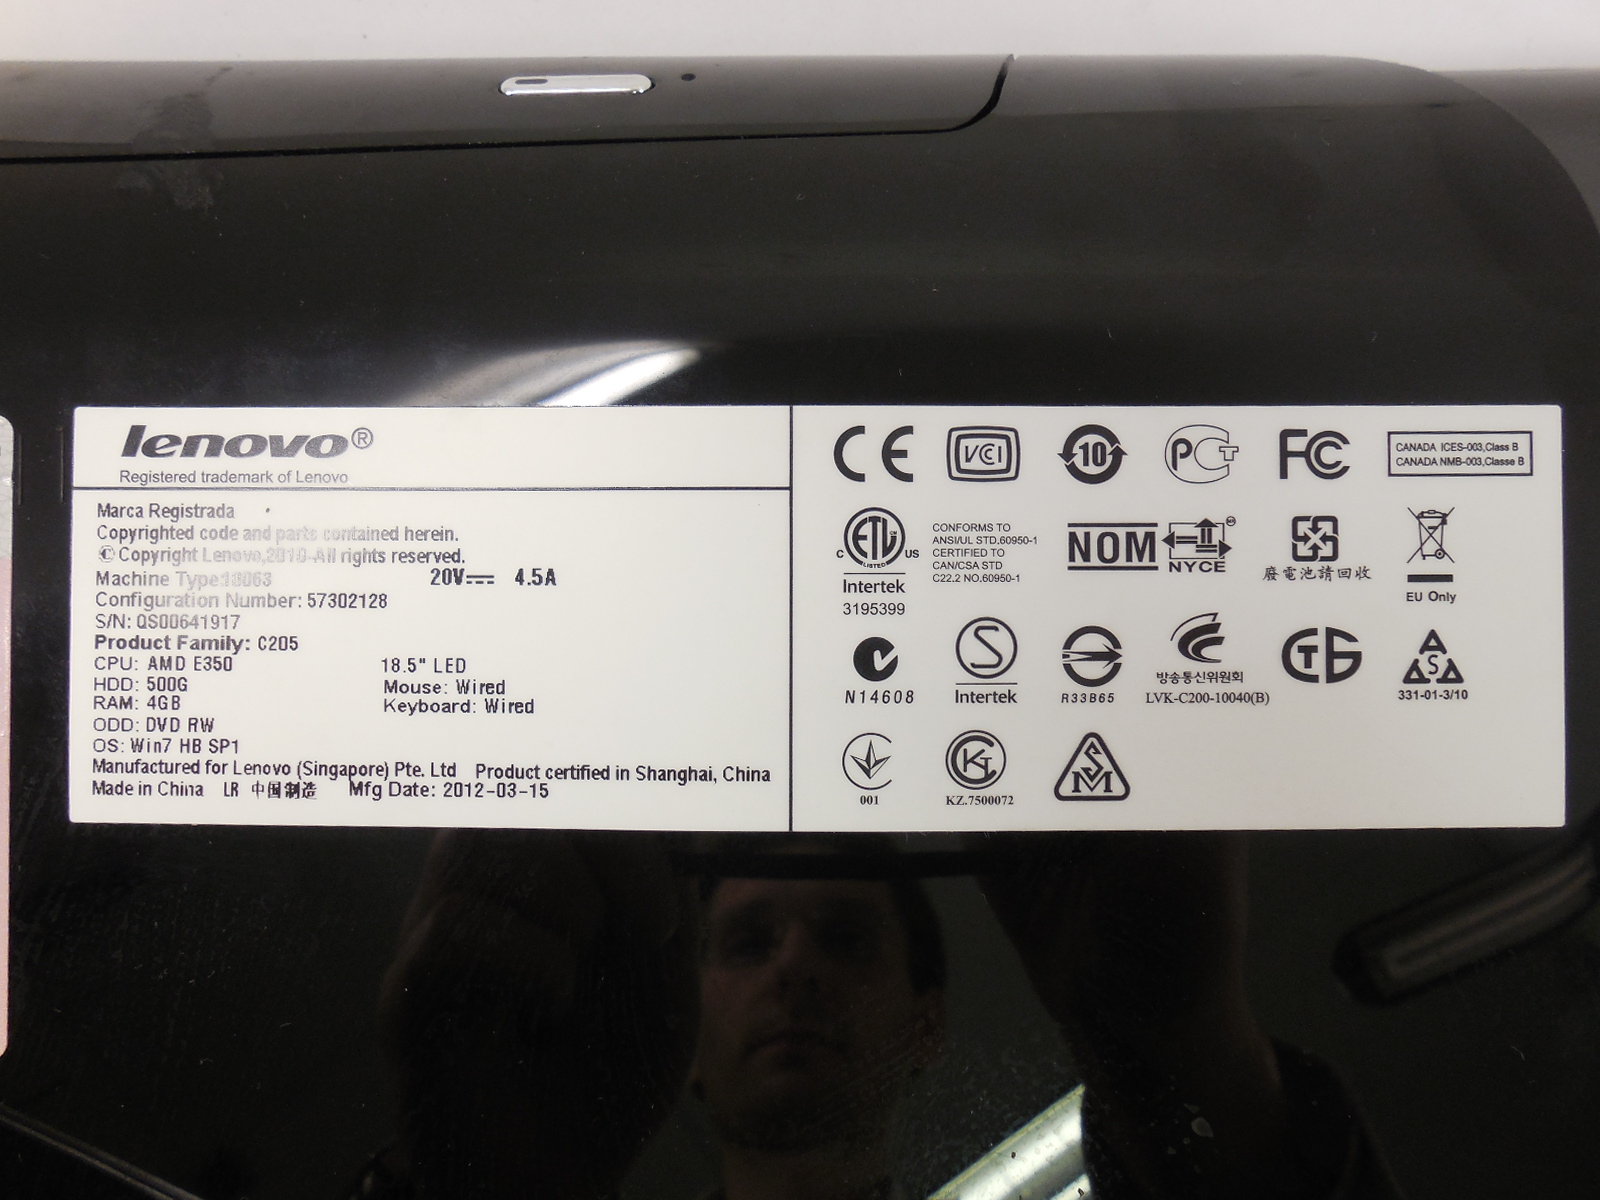 lenovo®
Registered trademark of Lenovo
Marca Registrada
Copyrighted code and parts contained herein.
© Copyright Lenovo,2010-All rights reserved.
Machine Type:
20V⎓ 4.5A
Configuration Number: 57302128
S/N: QS00641917
Product Family: C205
CPU: AMD E350 18.5" LED
HDD: 500G Mouse: Wired
RAM: 4GB Keyboard: Wired
ODD: DVD RW
OS: Win7 HB SP1
Manufactured for Lenovo (Singapore) Pte. Ltd Product certified in Shanghai, China
Made in China LR 中国制造 Mfg Date: 2012-03-15
CE VCI 10 PCT FC
CANADA ICES-003,Class B
CANADA NMB-003,Classe B
C ETL CM US
LISTED
Intertek
3195399
CONFORMS TO
ANSI/UL STD.60950-1
CERTIFIED TO
CAN/CSA STD
C22.2 NO.60950-1
NOM
NYCE
廢電池請回收
EU Only
N14608
S
Intertek
R33B65
방송통신위원회
LVK-C200-10040(B)
S
331-01-3/10
001
KZ.7500072
SM